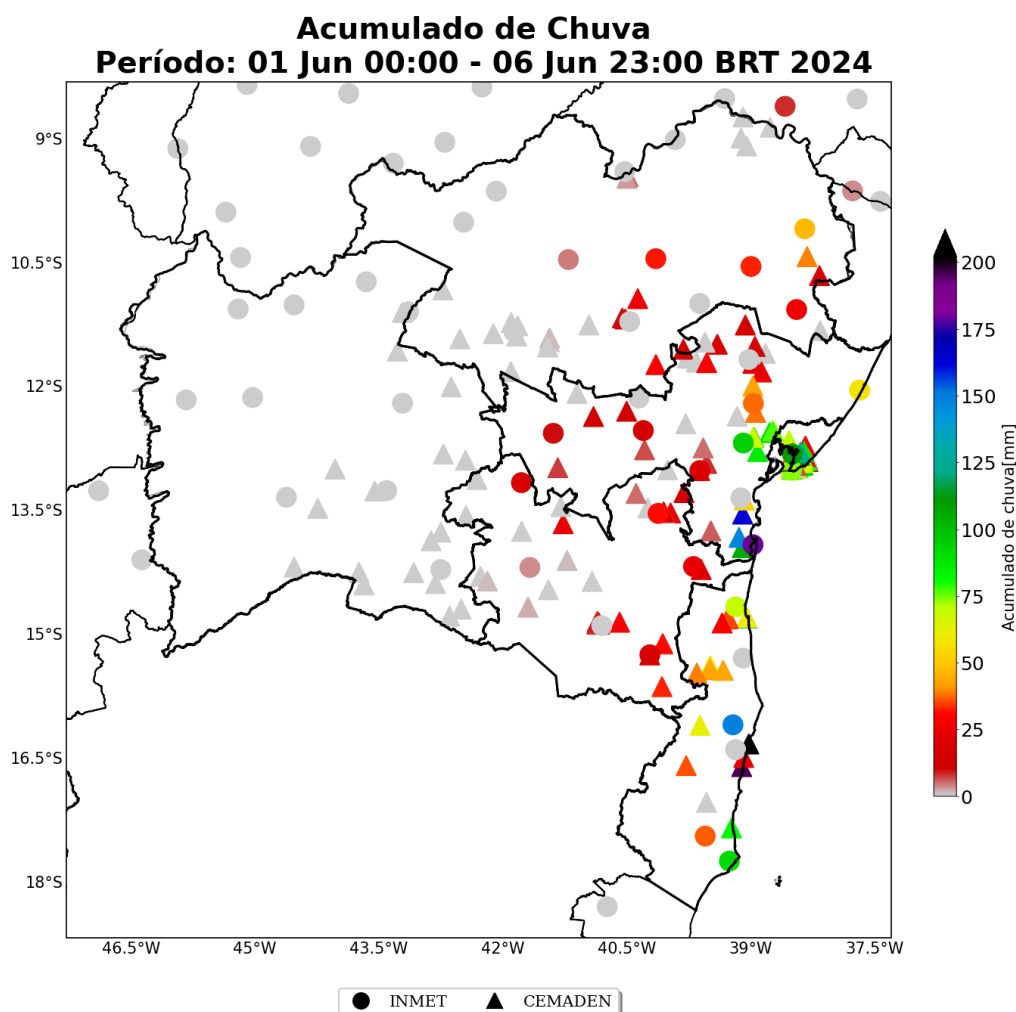 Acumulado de Chuva
Período: 01 Jun 00:00 - 06 Jun 23:00 BRT 2024
9°S
10.5°S
12°S
13.5°S
15°S
16.5°S
18°S
46.5°W
45°W
43.5°W
42°W
40.5°W
39°W
37.5°W
200
175
150
125
100
75
50
25
0
Acumulado de chuva[mm]
INMET
CEMADEN